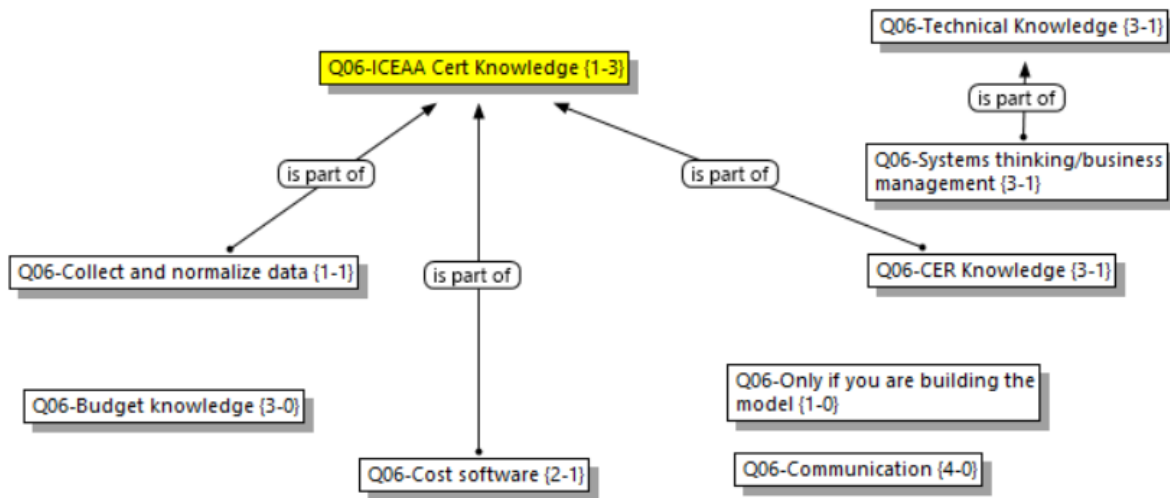 Q06-Technical Knowledge {3-1}
Q06-ICEAA Cert Knowledge {1-3}
is part of
Q06-Systems thinking/business
management {3-1}
is part of
is part of
Q06-Collect and normalize data {1-1}
is part of
Q06-CER Knowledge {3-1}
Q06-Budget knowledge {3-0}
Q06-Only if you are building the
model {1-0}
Q06-Cost software {2-1}
Q06-Communication {4-0}